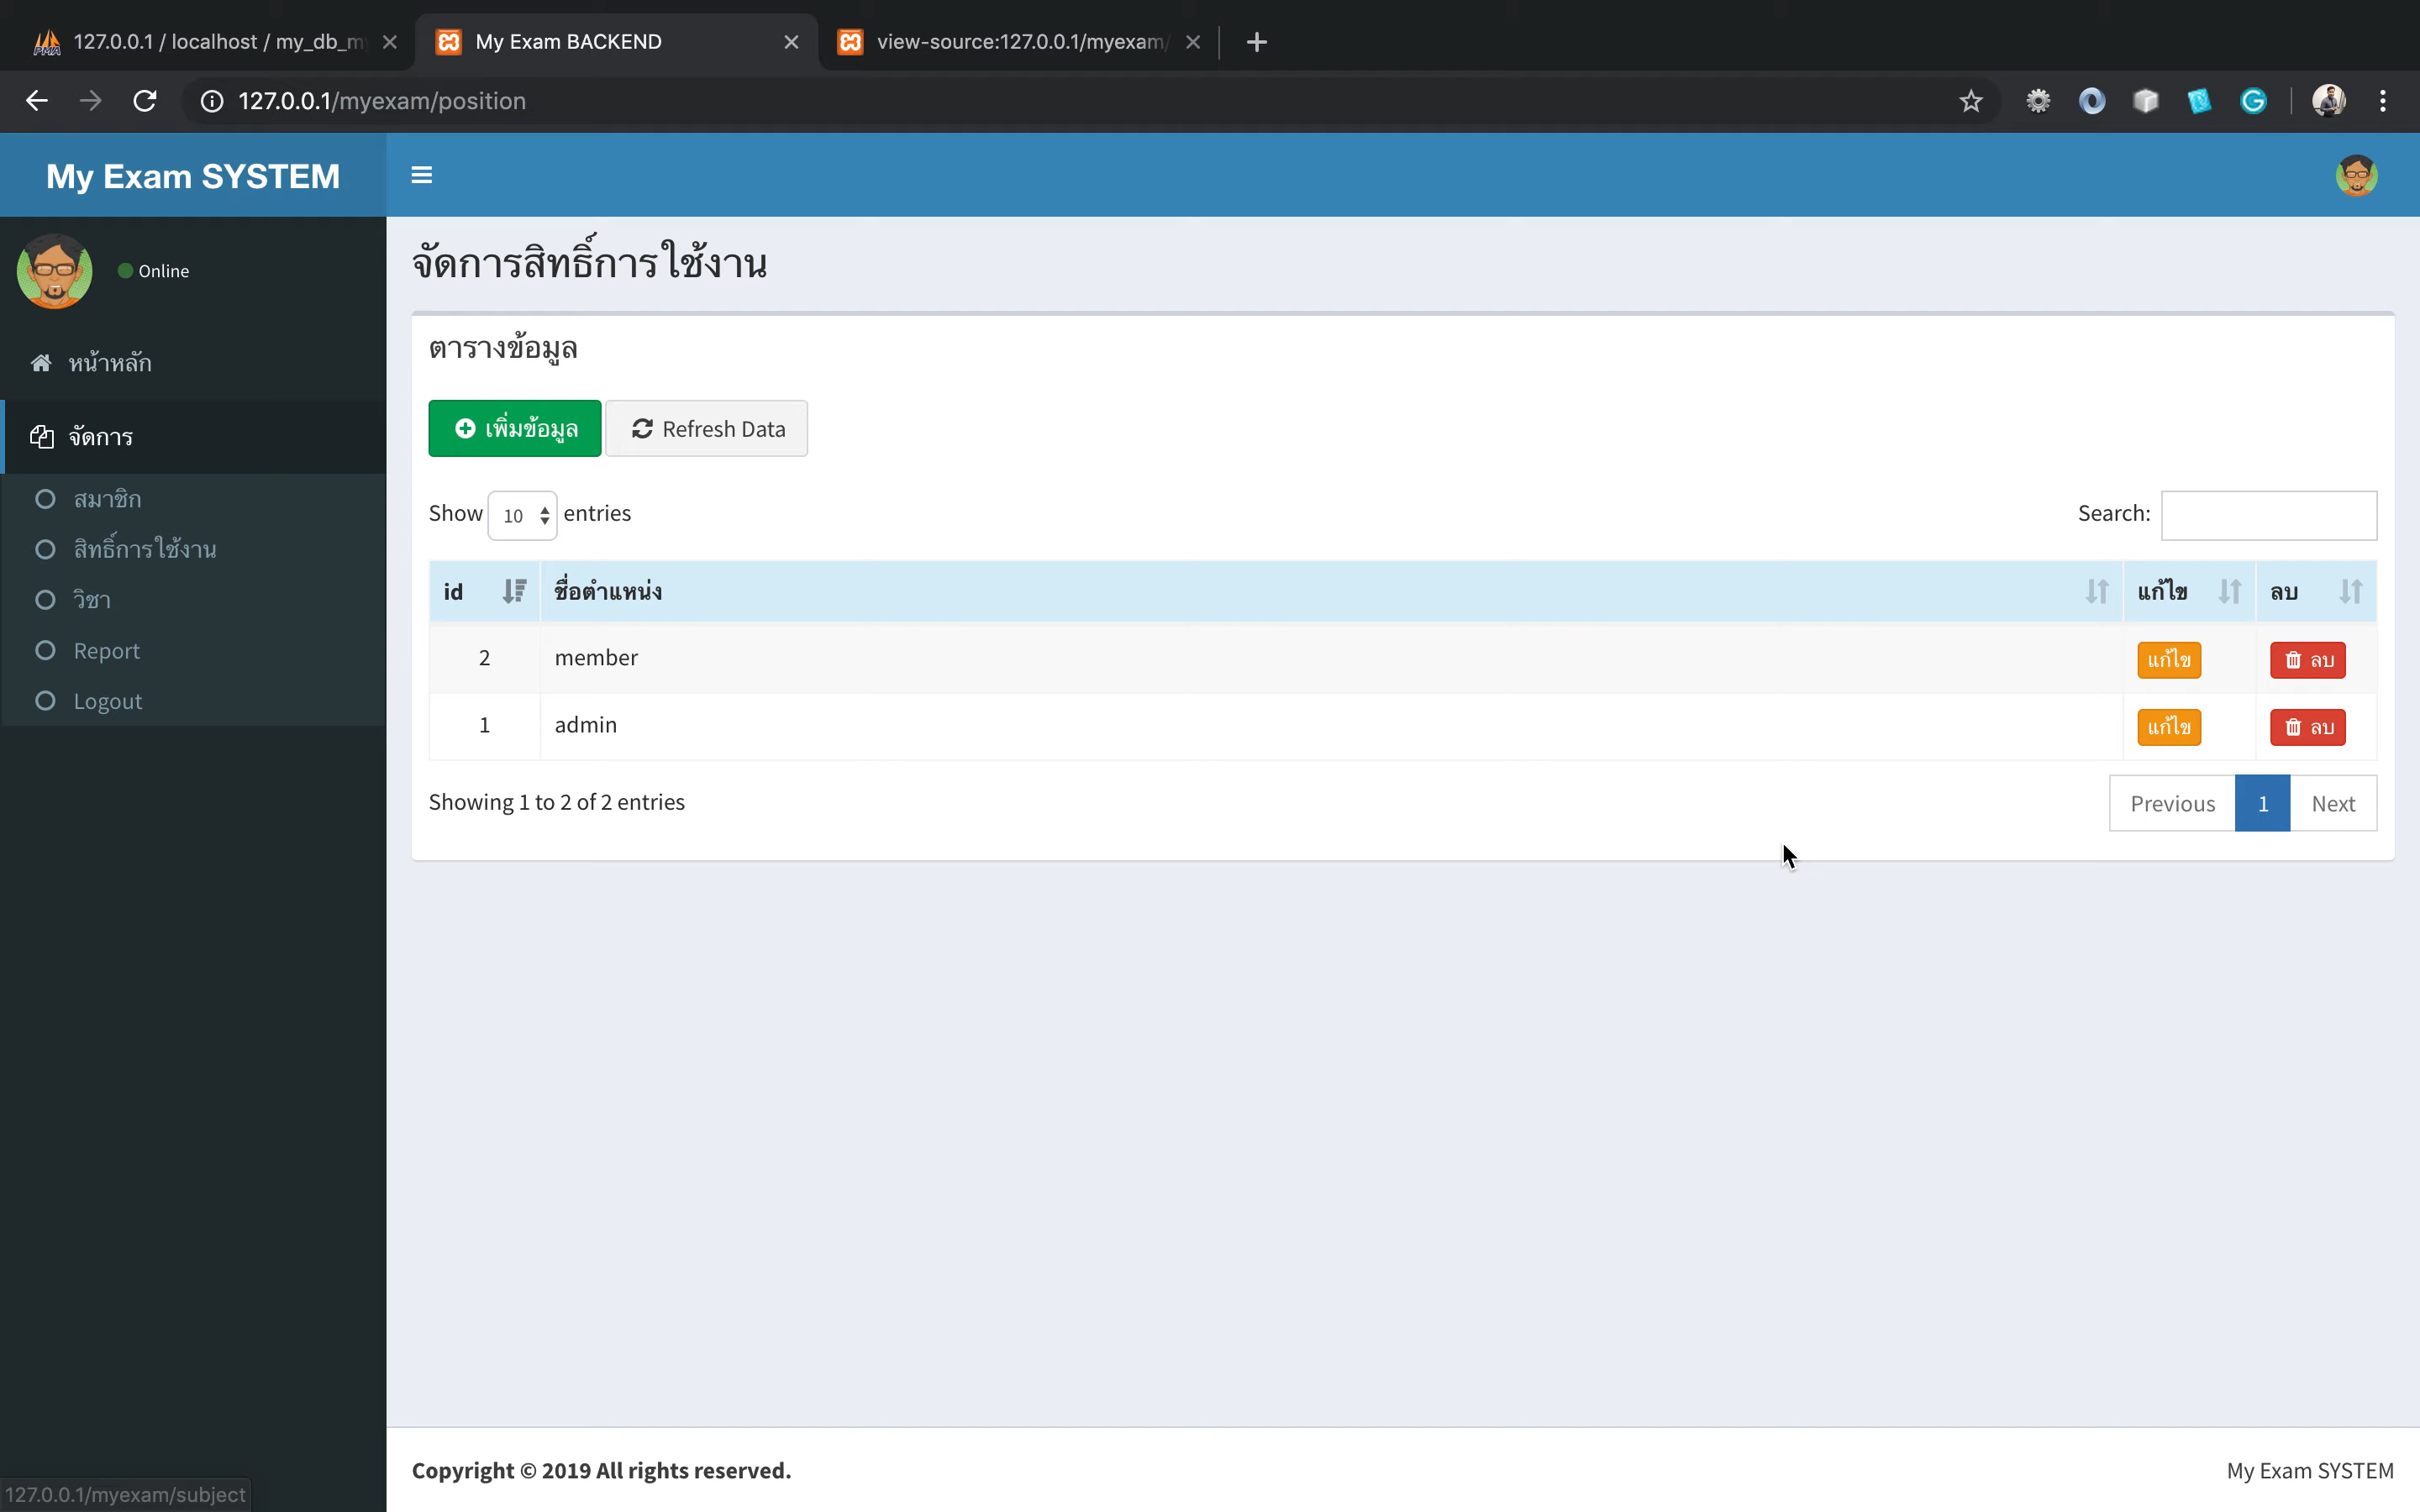 127.0.0.1 / localhost / my_db_m
My Exam BACKEND
view-source:127.0.0.1/myexam/
127.0.0.1/myexam/position
My Exam SYSTEM
Online
หน้าหลัก
จัดการ
สมาชิก
สิทธิ์การใช้งาน
วิชา
Report
Logout
จัดการสิทธิ์การใช้งาน
ตารางข้อมูล
เพิ่มข้อมูล Refresh Data
Show 10 entries Search:
id ชื่อตำแหน่ง แก้ไข ลบ
2 member แก้ไข ลบ
1 admin แก้ไข ลบ
Showing 1 to 2 of 2 entries Previous 1 Next
Copyright © 2019 All rights reserved. My Exam SYSTEM
127.0.0.1/myexam/subject